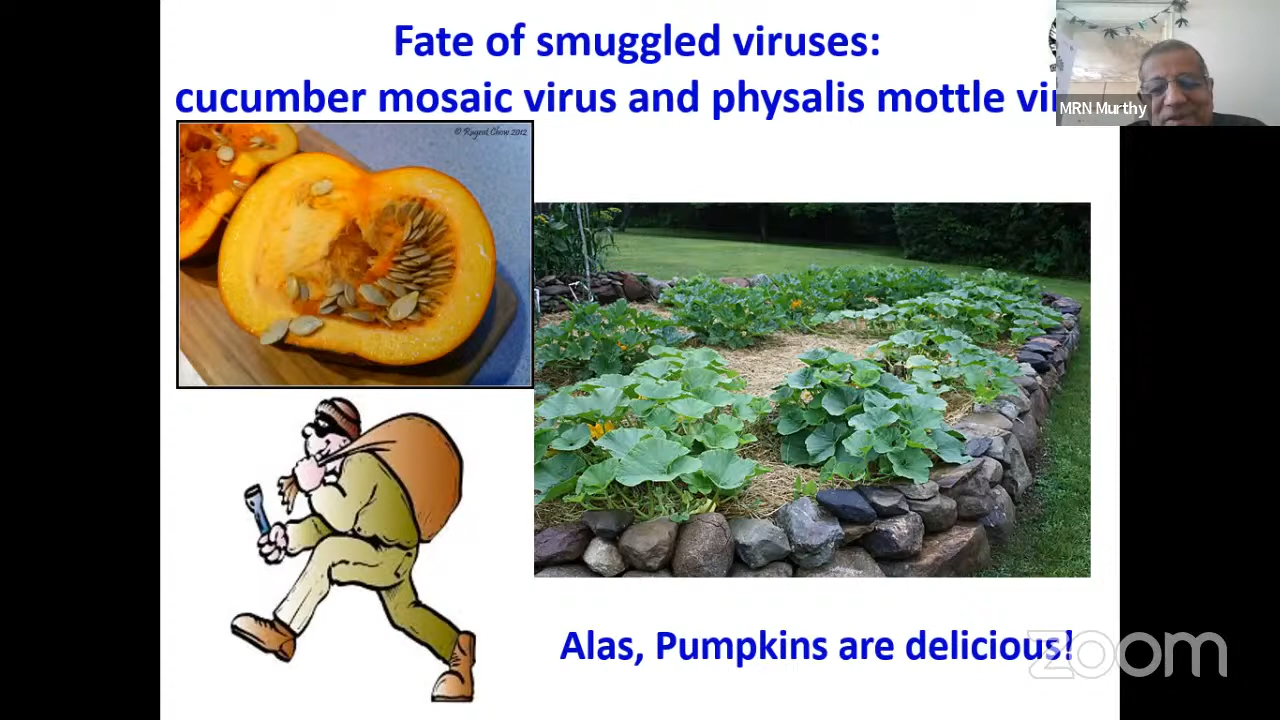 Fate of smuggled viruses:
cucumber mosaic virus and physalis mottle vi
MRN Murthy
© Rugent Chow 2012
Alas, Pumpkins are delicious!
zoom